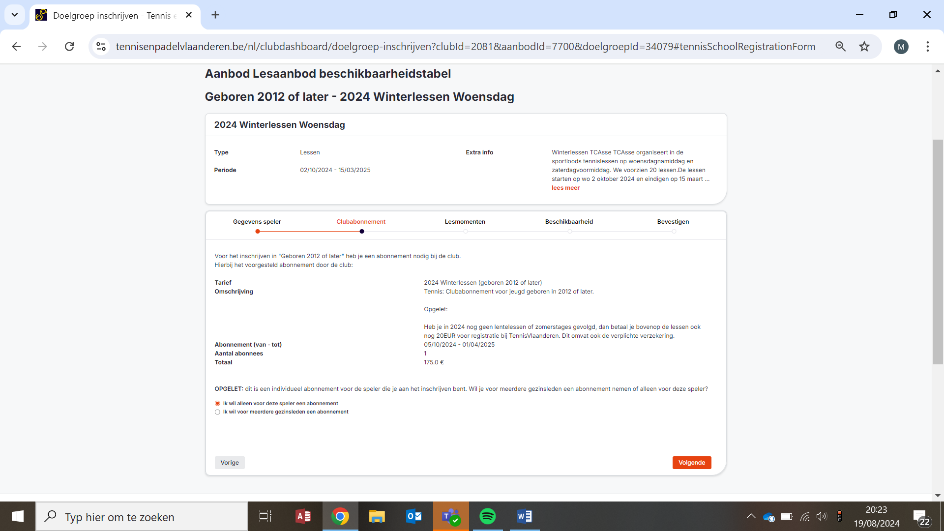 Doelgroep inschrijven - Tennis e
tennisenpadelvlaanderen.be/nl/clubdashboard/doelgroep-inschrijven?clubId=2081&aanbodId=7700&doelgroepId=34079#tennisSchoolRegistrationForm
M
Aanbod Lesaanbod beschikbaarheidstabel
Geboren 2012 of later - 2024 Winterlessen Woensdag
2024 Winterlessen Woensdag
Type
Lessen
Periode
02/10/2024 - 15/03/2025
Extra info
Winterlessen TCAsse TCAsse organiseert in de
sportloods tennislessen op woensdagnamiddag en
zaterdagvoormiddag. We voorzien 20 lessen.De lessen
starten op wo 2 oktober 2024 en eindigen op 15 maart ...
lees meer
Gegevens speler
Clubabonnement
Lesmomenten
Beschikbaarheid
Bevestigen
Voor het inschrijven in "Geboren 2012 of later" heb je een abonnement nodig bij de club.
Hierbij het voorgesteld abonnement door de club:
Tarief
2024 Winterlessen (geboren 2012 of later)
Omschrijving
Tennis: Clubabonnement voor jeugd geboren in 2012 of later.
Opgelet:
Heb je in 2024 nog geen lentelessen of zomerstages gevolgd, dan betaal je bovenop de lessen ook
nog 20EUR voor registratie bij TennisVlaanderen. Dit omvat ook de verplichte verzekering.
Abonnement (van - tot)
05/10/2024 - 01/04/2025
Aantal abonnees
1
Totaal
175.0 €
OPGELET: dit is een individueel abonnement voor de speler die je aan het inschrijven bent. Wil je voor meerdere gezinsleden een abonnement nemen of alleen voor deze speler?
Ik wil alleen voor deze speler een abonnement
Ik wil voor meerdere gezinsleden een abonnement
Vorige
Volgende
Typ hier om te zoeken
20:23
19/08/2024
22